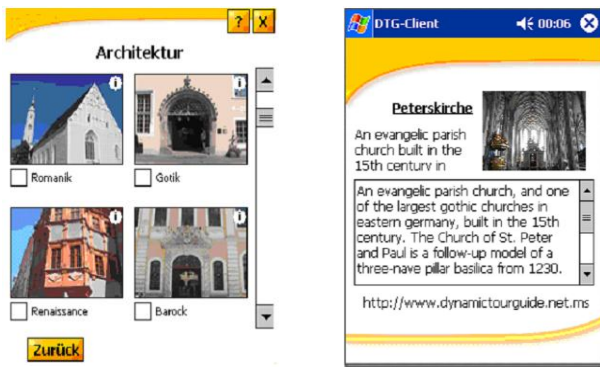 ? X
Architektur
i i
Romanik Gotik
i i
Renaissance Barock
Zurück
DTG-Client 00:06
Peterskirche
An evangelic parish
church built in the
15th century in
An evangelic parish church, and one
of the largest gothic churches in
eastern germany, built in the 15th
century. The Church of St. Peter
and Paul is a follow-up model of a
three-nave pillar basilica from 1230.
http://www.dynamictourguide.net.ms